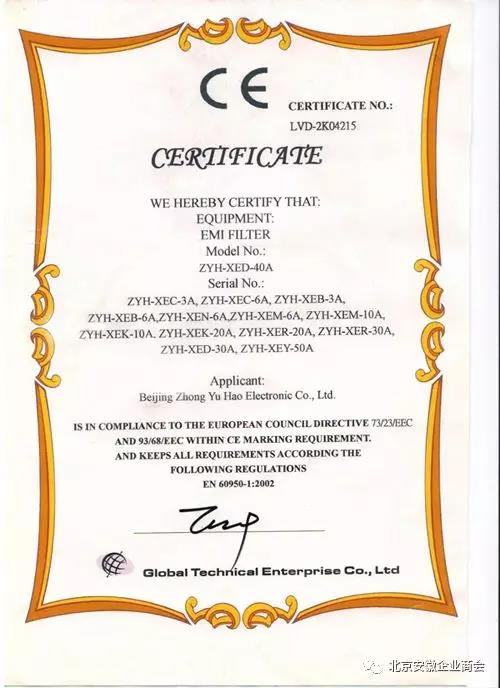 CE
CERTIFICATE NO.:
LVD-2K04215
CERTIFICATE
WE HEREBY CERTIFY THAT:
EQUIPMENT:
EMI FILTER
Model No.:
ZYH-XED-40A
Serial No.:
ZYH-XEC-3A, ZYH-XEC-6A, ZYH-XEB-3A,
ZYH-XEB-6A,ZYH-XEN-6A,ZYH-XEM-6A, ZYH-XEM-10A,
ZYH-XEK-10A. ZYH-XEK-20A, ZYH-XER-20A, ZYH-XER-30A,
ZYH-XED-30A, ZYH-XEY-50A
Applicant:
Beijing Zhong Yu Hao Electronic Co., Ltd.
IS IN COMPLIANCE TO THE EUROPEAN COUNCIL DIRECTIVE 73/23/EEC
AND 93/68/EEC WITHIN CE MARKING REQUIREMENT.
AND KEEPS ALL REQUIREMENTS ACCORDING THE
FOLLOWING REGULATIONS
EN 60950-1:2002
Global Technical Enterprise Co., Ltd
北京安徽企业商会